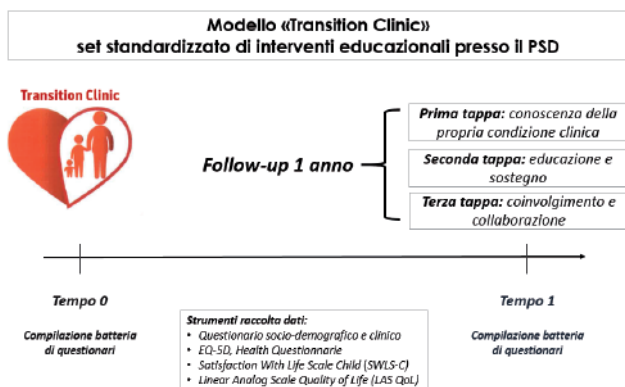 Modello «Transition Clinic»
set standardizzato di interventi educazionali presso il PSD
Transition Clinic
Follow-up 1 anno
Prima tappa: conoscenza della
propria condizione clinica
Seconda tappa: educazione e
sostegno
Terza tappa: coinvolgimento e
collaborazione
Tempo 0
Compilazione batteria
di questionari
Strumenti raccolta dati:
• Questionario socio-demografico e clinico
• EQ-5D, Health Questionnarie
• Satisfaction With Life Scale Child (SWLS-C)
• Linear Analog Scale Quality of Life (LAS QoL)
Tempo 1
Compilazione batteria
di questionari